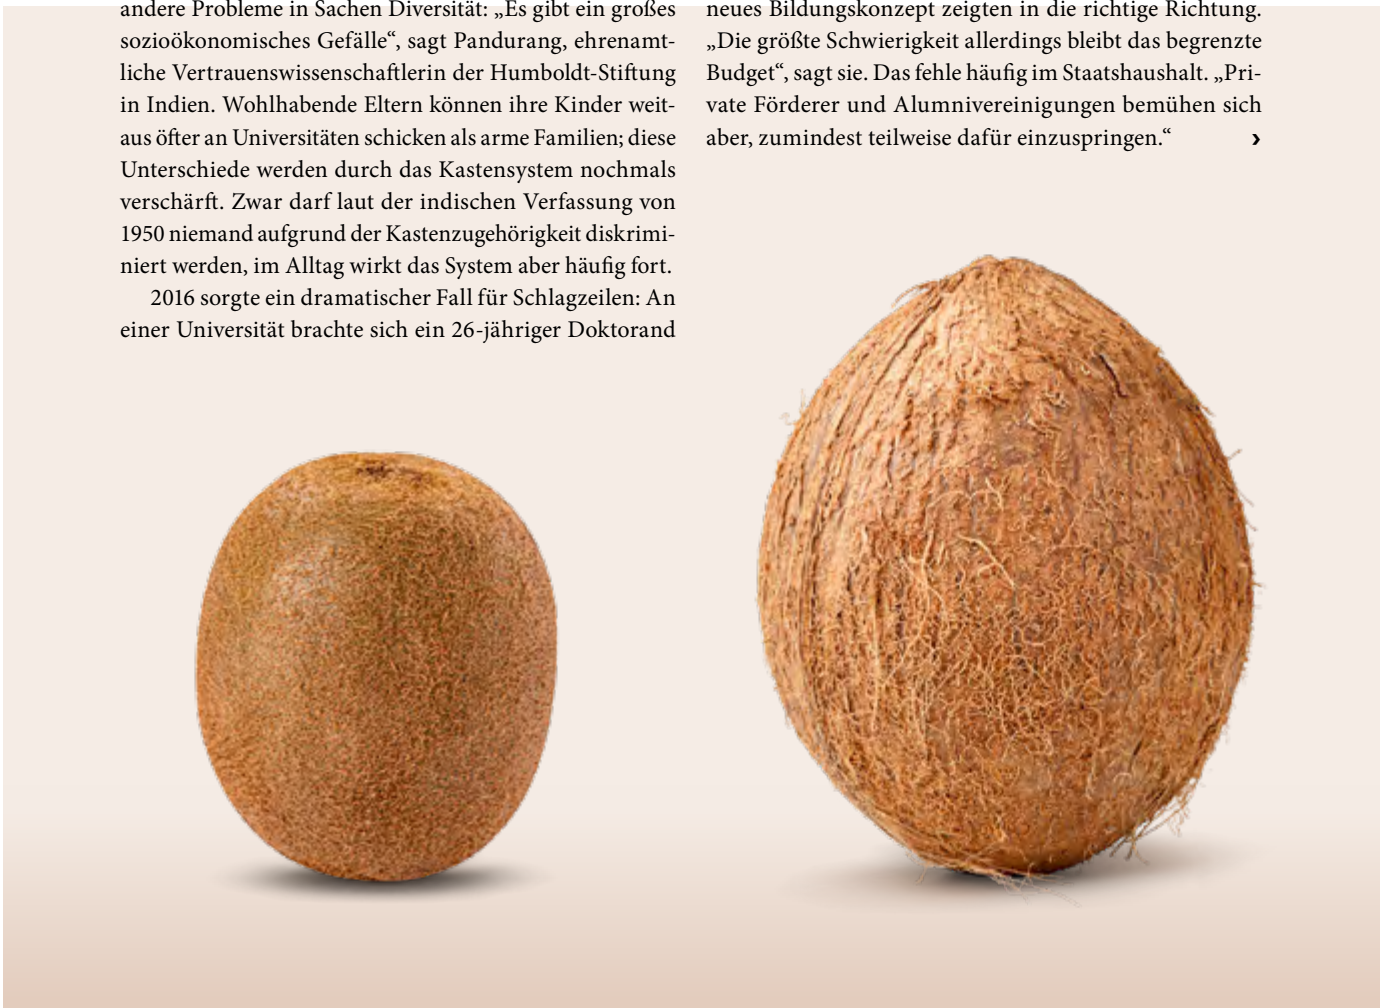 andere Probleme in Sachen Diversität: „Es gibt ein großes
sozioökonomisches Gefälle“, sagt Pandurang, ehrenamt-
liche Vertrauenswissenschaftlerin der Humboldt-Stiftung
in Indien. Wohlhabende Eltern können ihre Kinder weit-
aus öfter an Universitäten schicken als arme Familien; diese
Unterschiede werden durch das Kastensystem nochmals
verschärft. Zwar darf laut der indischen Verfassung von
1950 niemand aufgrund der Kastenzugehörigkeit diskrimi-
niert werden, im Alltag wirkt das System aber häufig fort.
2016 sorgte ein dramatischer Fall für Schlagzeilen: An
einer Universität brachte sich ein 26-jähriger Doktorand
neues Bildungskonzept zeigten in die richtige Richtung.
„Die größte Schwierigkeit allerdings bleibt das begrenzte
Budget“, sagt sie. Das fehle häufig im Staatshaushalt. „Pri-
vate Förderer und Alumnivereinigungen bemühen sich
aber, zumindest teilweise dafür einzuspringen.“ ›